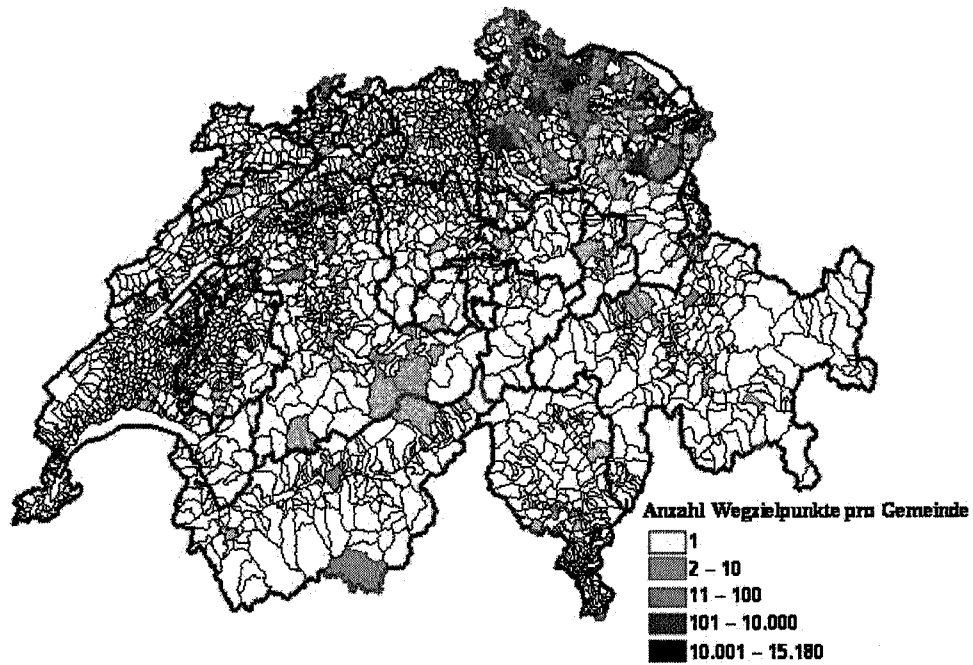 Anzahl Wegzielpunkte pro Gemeinde
1
2 – 10
11 – 100
101 – 10.000
10.001 – 15.180